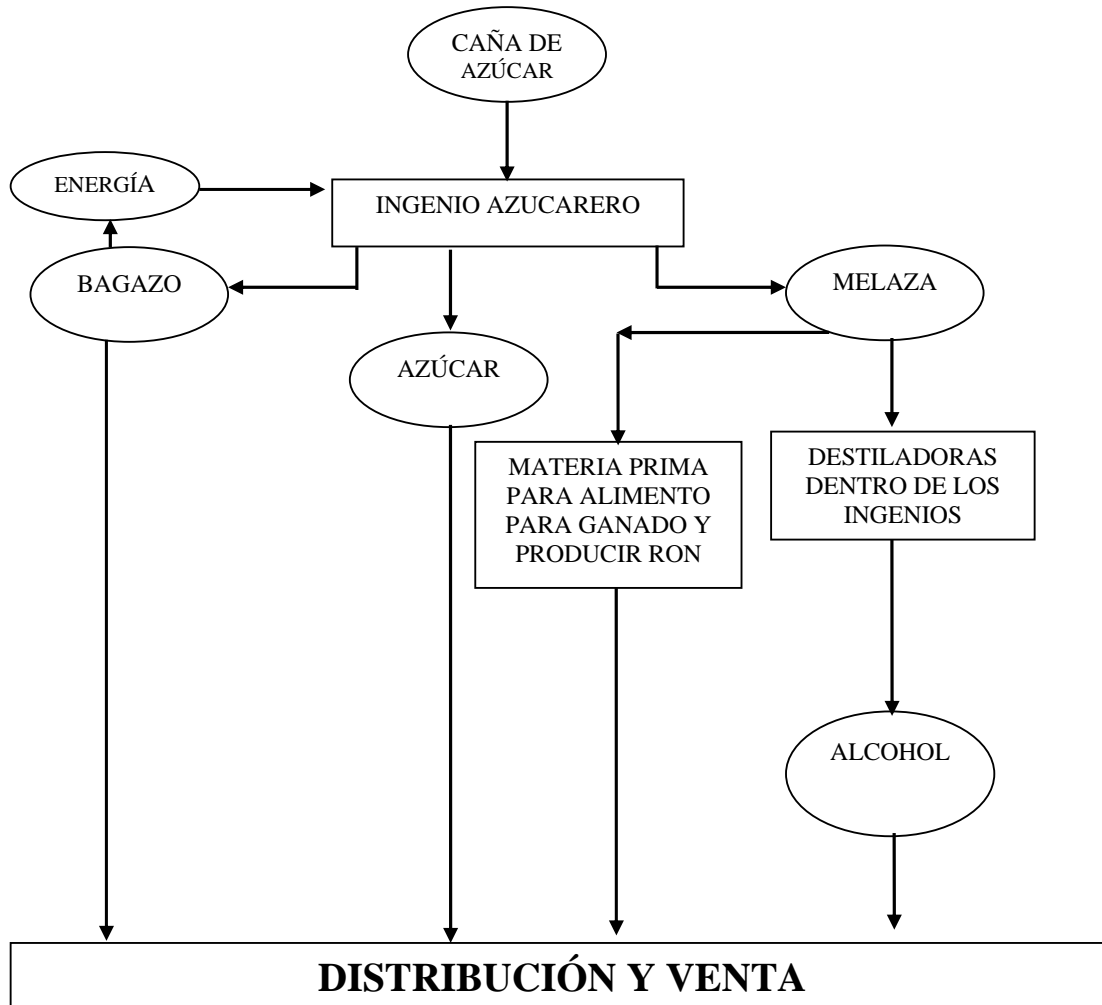 CAÑA DE
AZÚCAR
ENERGÍA
INGENIO AZUCARERO
BAGAZO
MELAZA
AZÚCAR
MATERIA PRIMA
PARA ALIMENTO
PARA GANADO Y
PRODUCIR RON
DESTILADORAS
DENTRO DE LOS
INGENIOS
ALCOHOL
DISTRIBUCIÓN Y VENTA